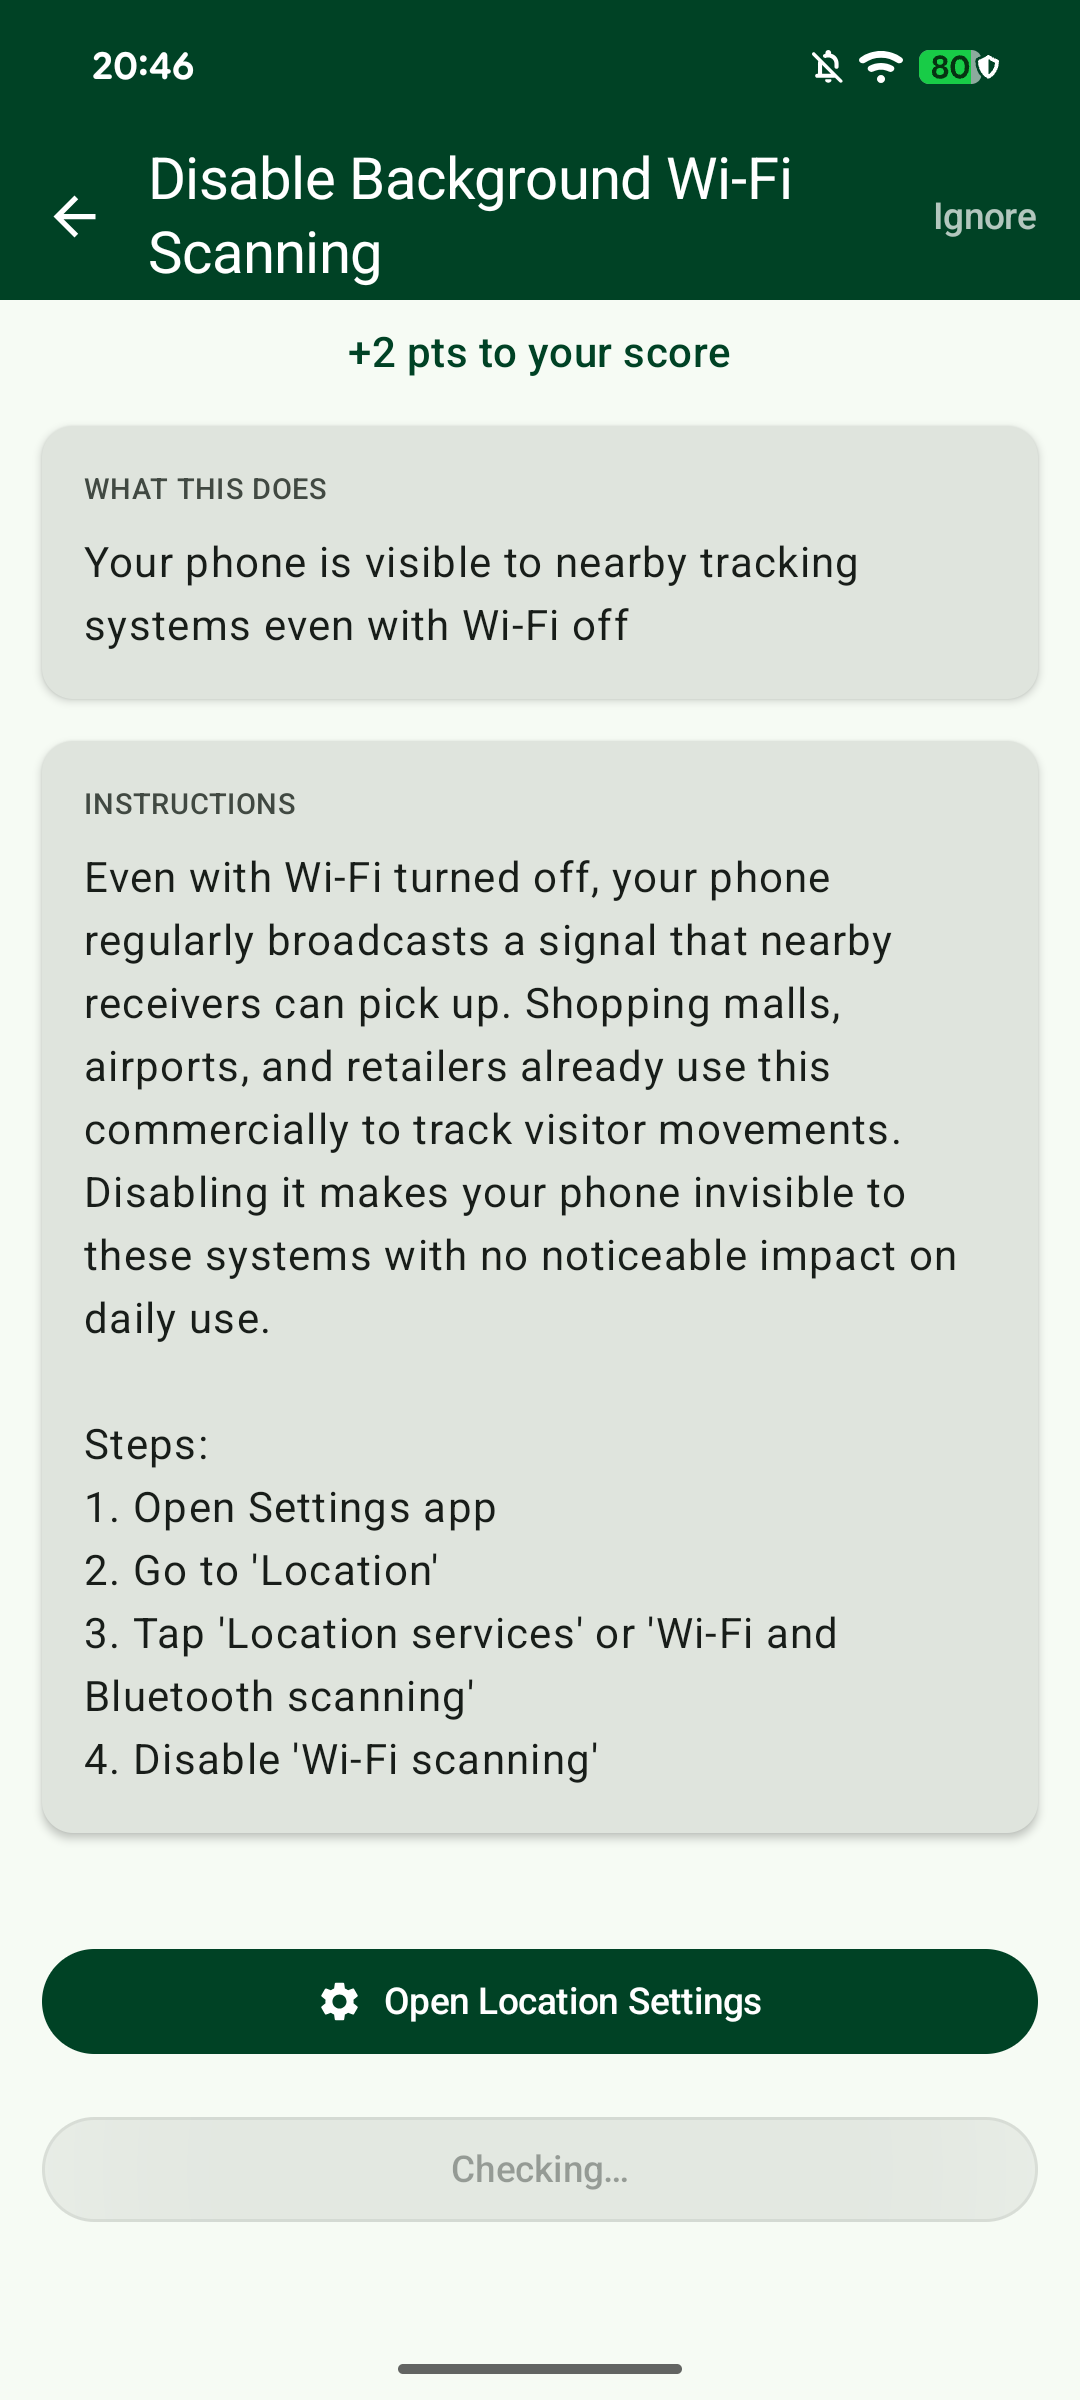 20:46
80
Disable Background Wi-Fi
Scanning
Ignore
+2 pts to your score
WHAT THIS DOES
Your phone is visible to nearby tracking
systems even with Wi-Fi off
INSTRUCTIONS
Even with Wi-Fi turned off, your phone
regularly broadcasts a signal that nearby
receivers can pick up. Shopping malls,
airports, and retailers already use this
commercially to track visitor movements.
Disabling it makes your phone invisible to
these systems with no noticeable impact on
daily use.
Steps:
1. Open Settings app
2. Go to 'Location'
3. Tap 'Location services' or 'Wi-Fi and
Bluetooth scanning'
4. Disable 'Wi-Fi scanning'
Open Location Settings
Checking…